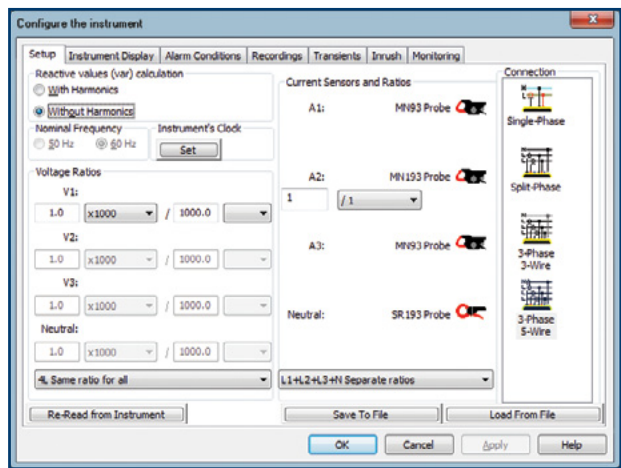 Configure the instrument
Setup Instrument Display Alarm Conditions Recordings Transients Inrush Monitoring
Reactive values (var) calculation
With Harmonics
Without Harmonics
Nominal Frequency
50 Hz 60 Hz
Instrument's Clock
Set
Voltage Ratios
V1:
1.0 x1000 / 1000.0
V2:
1.0 x1000 / 1000.0
V3:
1.0 x1000 / 1000.0
Neutral:
1.0 x1000 / 1000.0
4L Same ratio for all
Current Sensors and Ratios
A1: MN93 Probe
A2: MN193 Probe
1 / 1
A3: MN93 Probe
Neutral: SR193 Probe
L1+L2+L3+N Separate ratios
Connection
Single-Phase
Split-Phase
3-Phase
3-Wire
3-Phase
5-Wire
Re-Read from Instrument Save To File Load From File
OK Cancel Apply Help